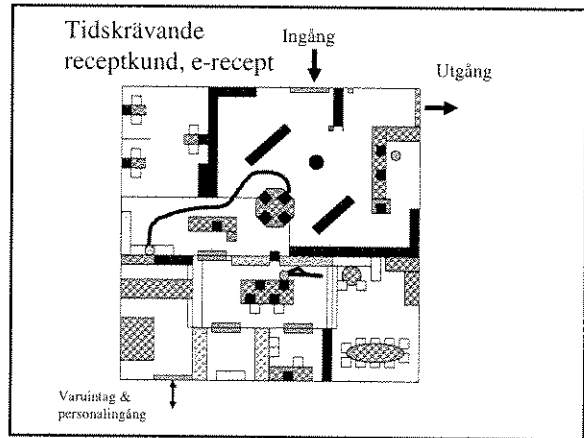 Tidskrävande
receptkund, e-recept
Ingång
Utgång
Varuintag &
personalingång